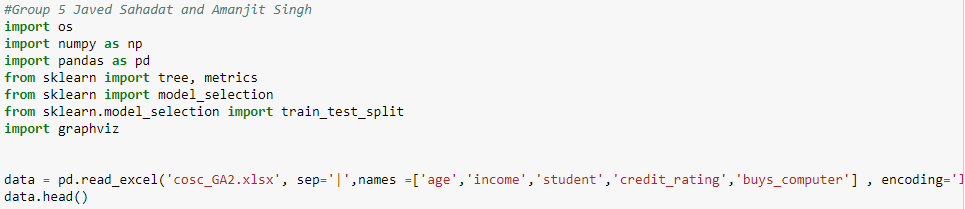 #Group 5 Javed Sahadat and Amanjit Singh
import os
import numpy as np
import pandas as pd
from sklearn import tree, metrics
from sklearn import model_selection
from sklearn.model_selection import train_test_split
import graphviz
data = pd.read_excel('cosc_GA2.xlsx', sep='|',names =['age','income','student','credit_rating','buys_computer'] , encoding='
data.head()